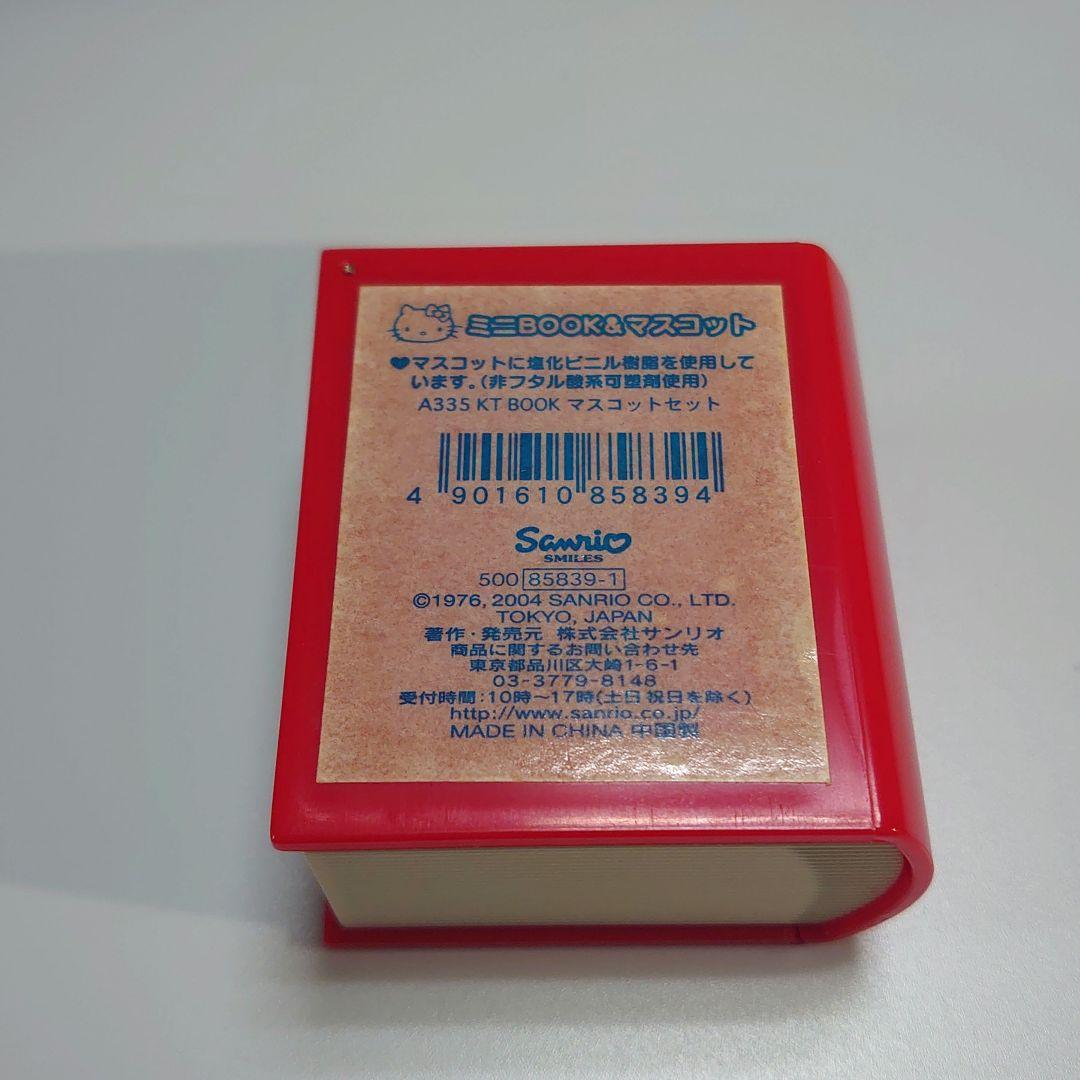 ミニBOOK&マスコット
♥マスコットに塩化ビニル樹脂を使用して
います。(非フタル酸系可塑剤使用)
A335 KT BOOK マスコットセット
4 901610 858394
Sanrio
SMILES
500 85839-1
©1976, 2004 SANRIO CO., LTD.
TOKYO, JAPAN
著作・発売元 株式会社サンリオ
商品に関するお問い合わせ先
東京都品川区大崎1-6-1
03-3779-8148
受付時間:10時〜17時(土日祝日を除く)
http://www.sanrio.co.jp/
MADE IN CHINA 中国製